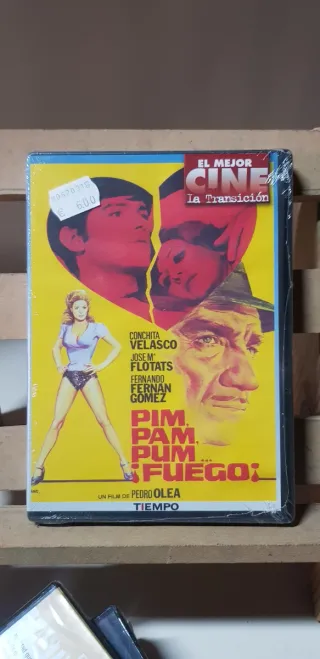 EL MEJOR
CINE
La Transición
6.00
CONCHITA
VELASCO
JOSE Mª
FLOTATS
FERNANDO
FERNAN
GOMEZ
PIM,
PAM,
PUM...
¡FUEGO!
UN FILM DE PEDRO OLEA
TIEMPO